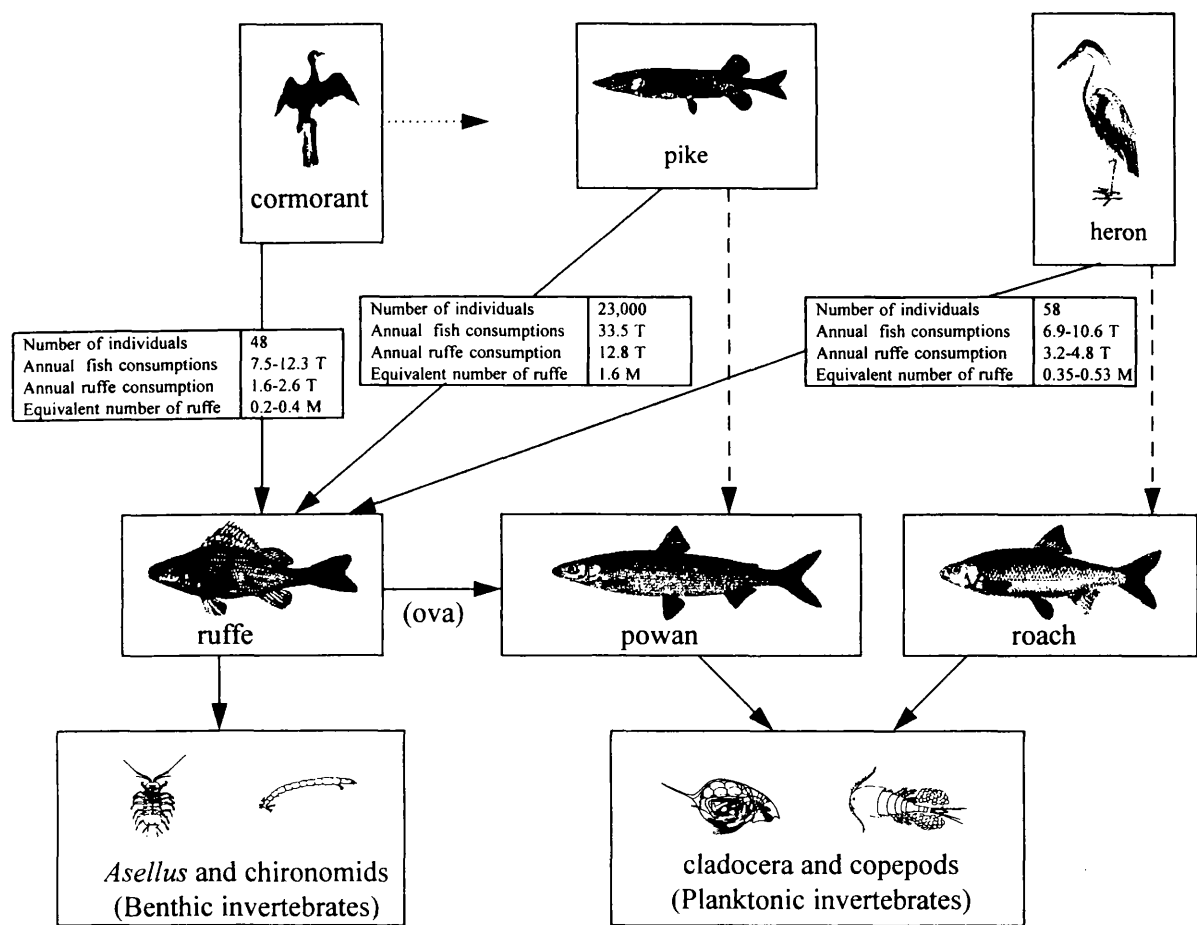 cormorant
pike
heron
Number of individuals 48
Annual fish consumptions 7.5-12.3 T
Annual ruffe consumption 1.6-2.6 T
Equivalent number of ruffe 0.2-0.4 M
Number of individuals 23,000
Annual fish consumptions 33.5 T
Annual ruffe consumption 12.8 T
Equivalent number of ruffe 1.6 M
Number of individuals 58
Annual fish consumptions 6.9-10.6 T
Annual ruffe consumption 3.2-4.8 T
Equivalent number of ruffe 0.35-0.53 M
ruffe
(ova)
powan
roach
Asellus and chironomids
(Benthic invertebrates)
cladocera and copepods
(Planktonic invertebrates)